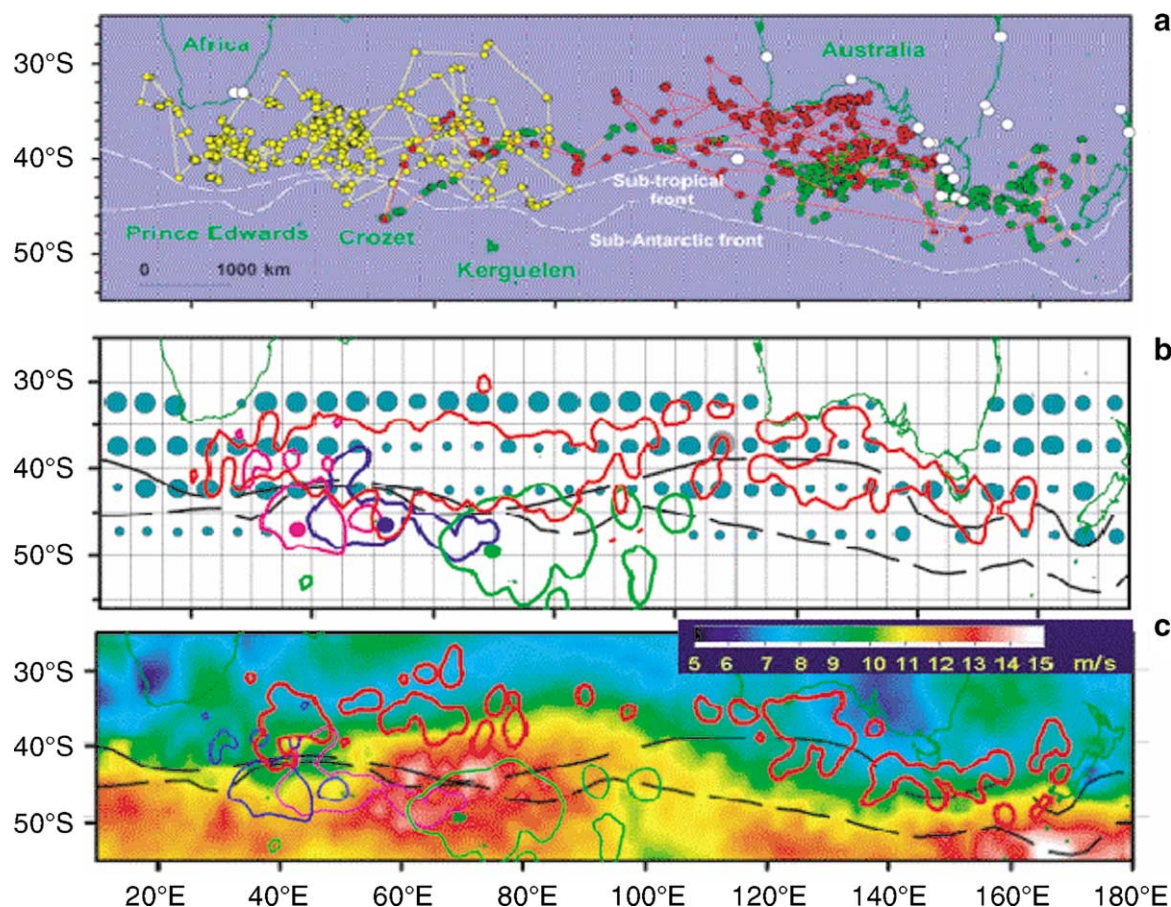 a
Africa
Australia
30°S
40°S
50°S
Sub-tropical
front
Sub-Antarctic front
Prince Edwards
Crozet
Kerguelen
0 1000 km
b
30°S
40°S
50°S
c
5 6 7 8 9 10 11 12 13 14 15 m/s
30°S
40°S
50°S
20°E 40°E 60°E 80°E 100°E 120°E 140°E 160°E 180°E